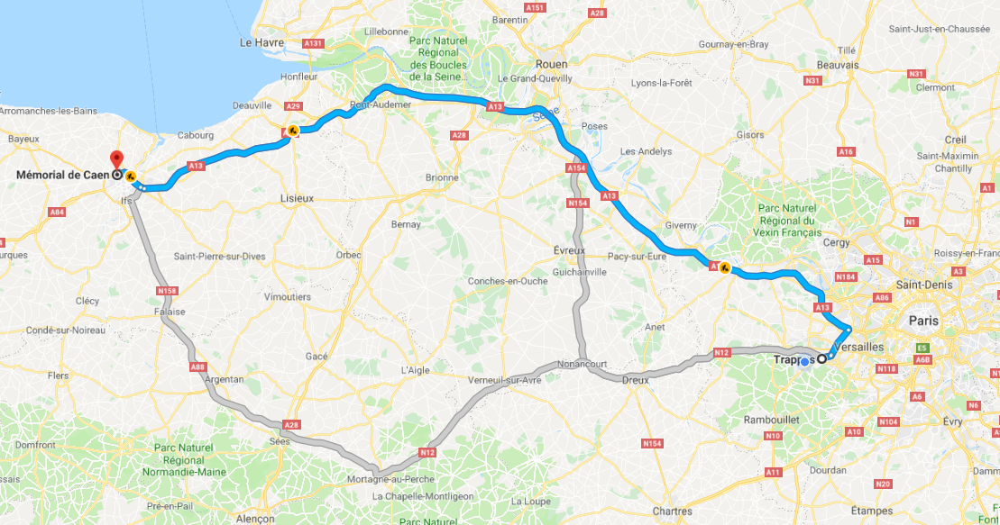 A151
A28
Barentin
Saint-Just-en-Chaussée
Lillebonne
Le Havre
A131
Parc Naturel
Régional
des Boucles
de la Seine...
Gournay-en-Bray
Tillé
Beauvais
Rouen
Le Grand-Quevilly
N31
N31
Clermont
Honfleur
Lyons-la-Forêt
Arromanches-les-Bains
Deauville
A29
Pont-Audemer
A13
Seine
Poses
Bayeux
Cabourg
A28
Gisors
Creil
Saint-Maximin
Chantilly
Les Andelys
A16
Mémorial de Caen
A13
A154
Brionne
A1
Ifs
Lisieux
N154
A13
A84
Parc Naturel
Régional du
Vexin Français
N1
Bernay
Giverny
Cergy
Évreux
Pacy-sur-Eure
Saint-Pierre-sur-Dives
Orbec
A15
Roissy-en-Franc
Guichainville
A3
N184
Conches-en-Ouche
Saint-Denis
N158
Vimoutiers
A86
Clécy
Falaise
A13
Paris
Condé-sur-Noireau
Anet
Versailles
E5
N12
Gacé
Trappes
A6B
A88
L'Aigle
Nonancourt
N118
Flers
Argentan
Verneuil-sur-Avre
Dreux
A6
N6
Rambouillet
Évry
A28
N104
N10
A10
Domfront
Sées
N154
Parc Naturel
Régional
Normandie-Maine
N12
A11
Dourdan
Mortagne-au-Perche
N20
La Chapelle-Montligeon
La Loupe
Pré-en-Pail
Chartres
Étampes
Alençon
Parc Naturel